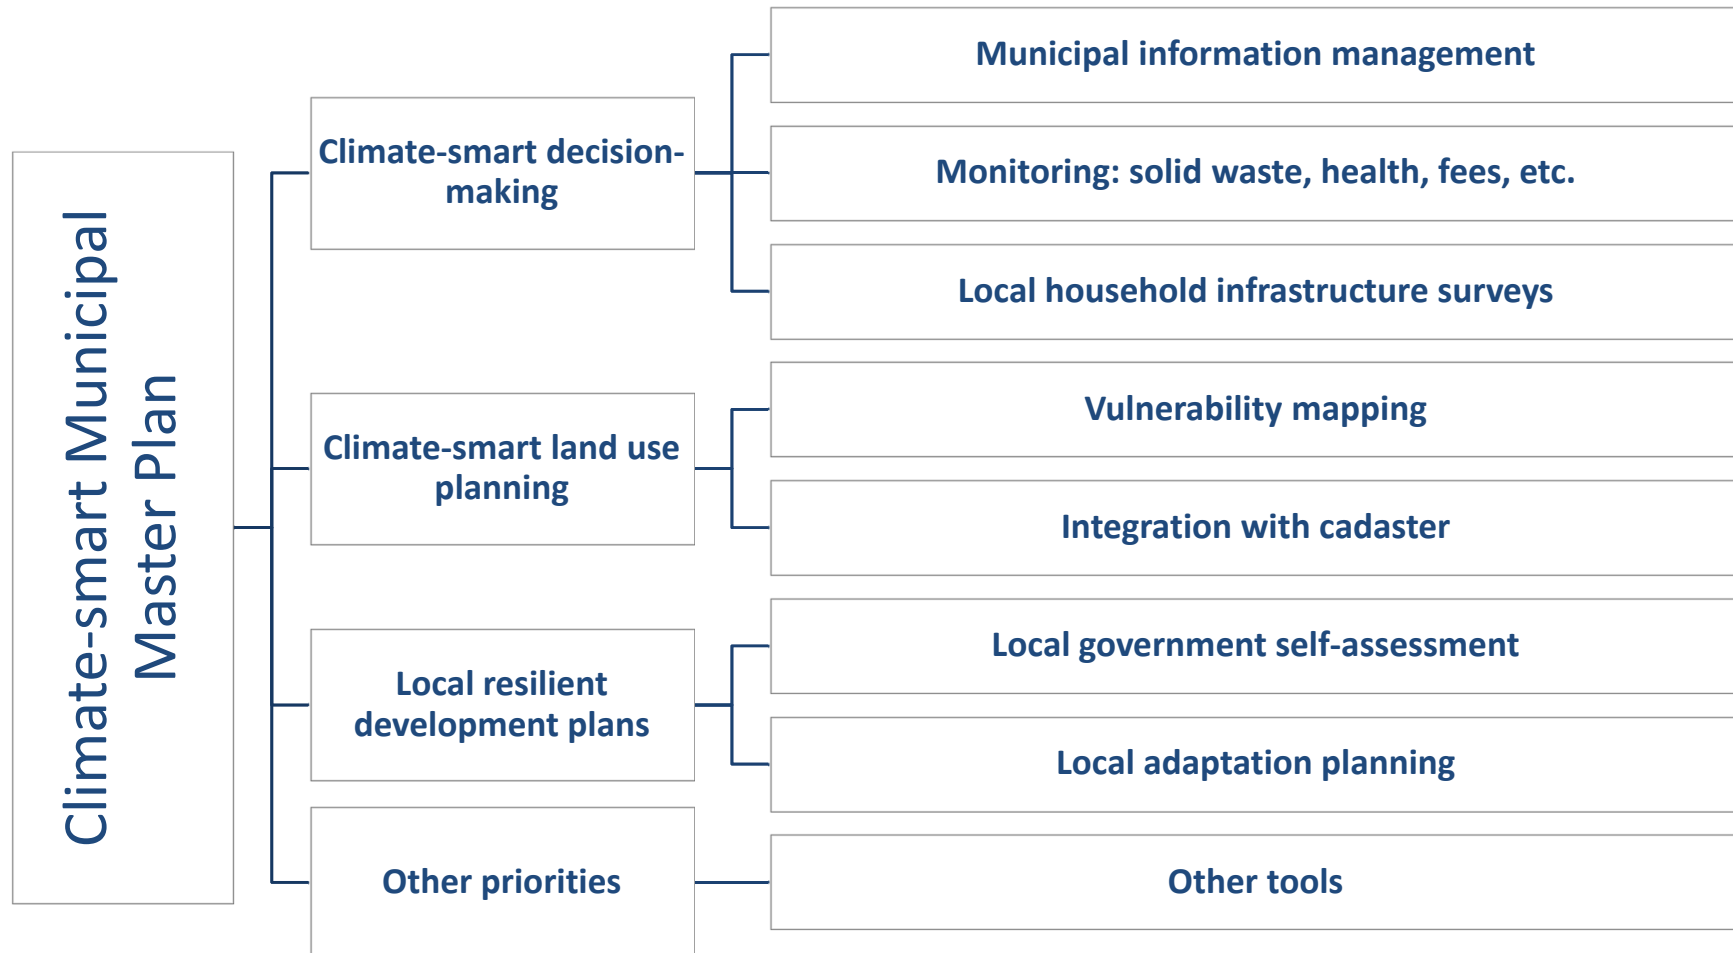 Climate-smart Municipal
Master Plan
Climate-smart decision-
making
Municipal information management
Monitoring: solid waste, health, fees, etc.
Local household infrastructure surveys
Climate-smart land use
planning
Vulnerability mapping
Integration with cadaster
Local resilient
development plans
Local government self-assessment
Local adaptation planning
Other priorities
Other tools